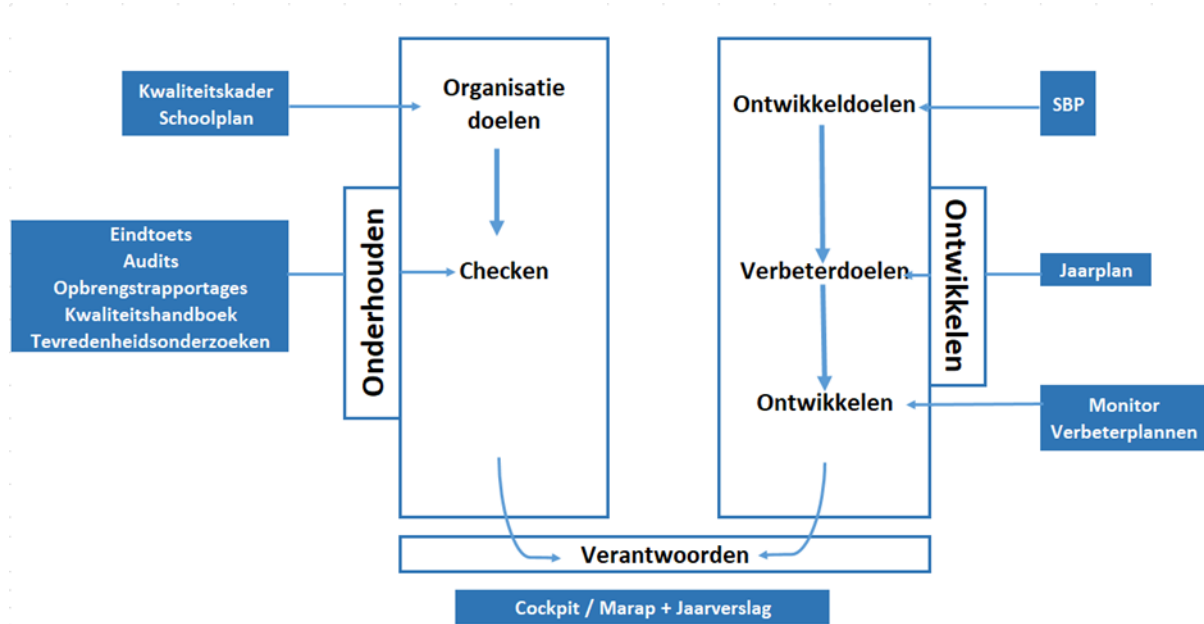 Kwaliteitskader
Schoolplan
Organisatie
doelen
Ontwikkeldoelen
SBP
Onderhouden
Eindtoets
Audits
Opbrengstrapportages
Kwaliteitshandboek
Tevredenheidsonderzoeken
Checken
Verbeterdoelen
Ontwikkelen
Jaarplan
Ontwikkelen
Monitor
Verbeterplannen
Verantwoorden
Cockpit / Marap + Jaarverslag